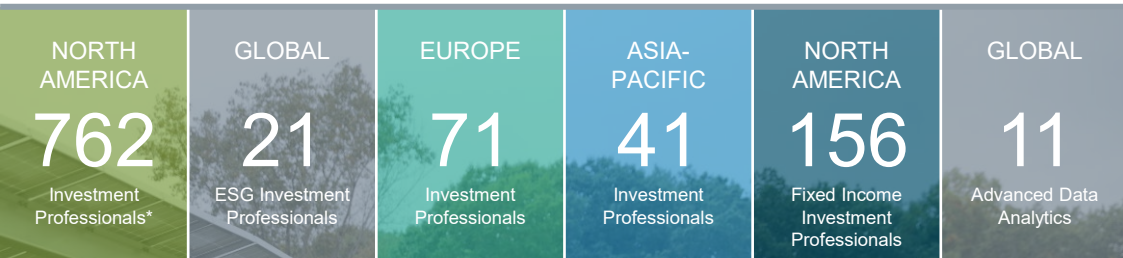 NORTH
AMERICA
762
Investment
Professionals*
GLOBAL
21
ESG Investment
Professionals
EUROPE
71
Investment
Professionals
ASIA-
PACIFIC
41
Investment
Professionals
NORTH
AMERICA
156
Fixed Income
Investment
Professionals
GLOBAL
11
Advanced Data
Analytics